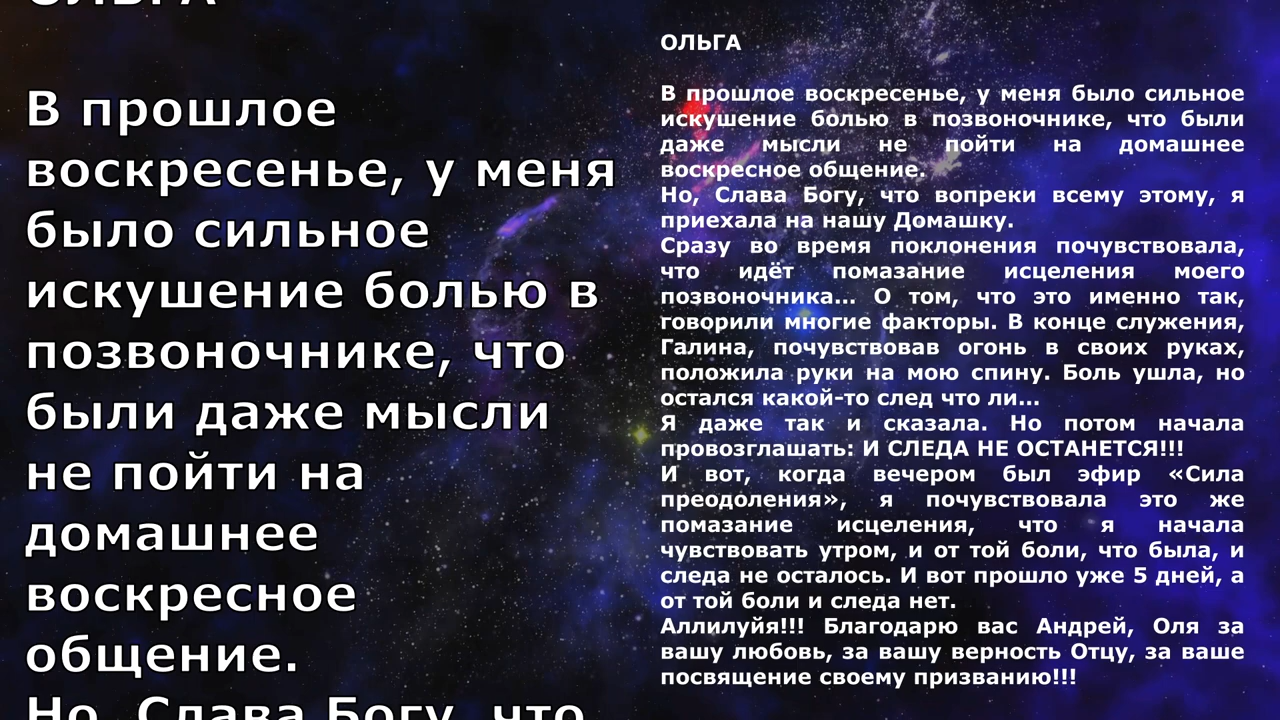 ОЛЬГА
В прошлое
воскресенье, у меня
было сильное
искушение болью в
позвоночнике, что
были даже мысли
не пойти на
домашнее
воскресное
общение.
Но, Слава Богу, что
ОЛЬГА
В прошлое воскресенье, у меня было сильное
искушение болью в позвоночнике, что были
даже мысли не пойти на домашнее
воскресное общение.
Но, Слава Богу, что вопреки всему этому, я
приехала на нашу Домашку.
Сразу во время поклонения почувствовала,
что идёт помазание исцеления моего
позвоночника... О том, что это именно так,
говорили многие факторы. В конце служения,
Галина, почувствовав огонь в своих руках,
положила руки на мою спину. Боль ушла, но
остался какой-то след что ли...
Я даже так и сказала. Но потом начала
провозглашать: И СЛЕДА НЕ ОСТАНЕТСЯ!!!
И вот, когда вечером был эфир «Сила
преодоления», я почувствовала это же
помазание исцеления, что я начала
чувствовать утром, и от той боли, что была, и
следа не осталось. И вот прошло уже 5 дней, а
от той боли и следа нет.
Аллилуйя!!! Благодарю вас Андрей, Оля за
вашу любовь, за вашу верность Отцу, за ваше
посвящение своему призванию!!!